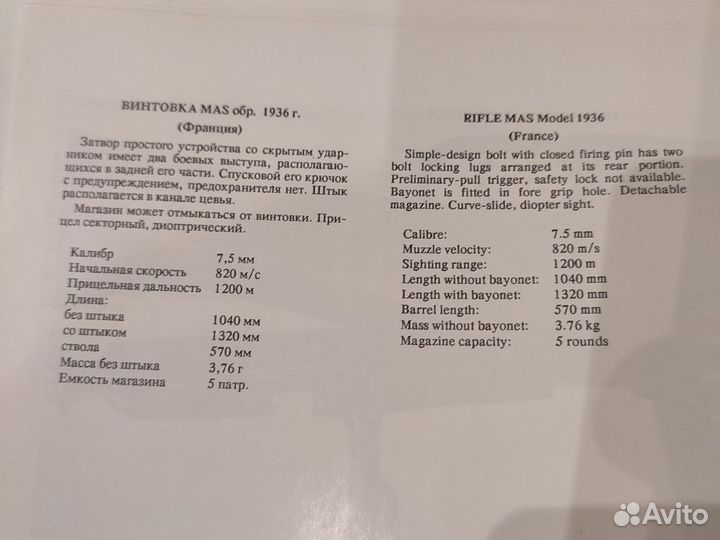 ВИНТОВКА MAS обр. 1936 г.
(Франция)
Затвор простого устройства со скрытым удар-
ником имеет два боевых выступа, располагаю-
щихся в задней его части. Спусковой его крючок
с предупреждением, предохранителя нет. Штык
располагается в канале цевья.
Магазин может отмыкаться от винтовки. При-
цел секторный, диоптрический.
Калибр 7,5 мм
Начальная скорость 820 м/с
Прицельная дальность 1200 м
Длина:
без штыка 1040 мм
со штыком 1320 мм
ствола 570 мм
Масса без штыка 3,76 г
Емкость магазина 5 патр.
RIFLE MAS Model 1936
(France)
Simple-design bolt with closed firing pin has two
bolt locking lugs arranged at its rear portion.
Preliminary-pull trigger, safety lock not available.
Bayonet is fitted in fore grip hole. Detachable
magazine. Curve-slide, diopter sight.
Calibre: 7.5 mm
Muzzle velocity: 820 m/s
Sighting range: 1200 m
Length without bayonet: 1040 mm
Length with bayonet: 1320 mm
Barrel length: 570 mm
Mass without bayonet: 3.76 kg
Magazine capacity: 5 rounds
Avito